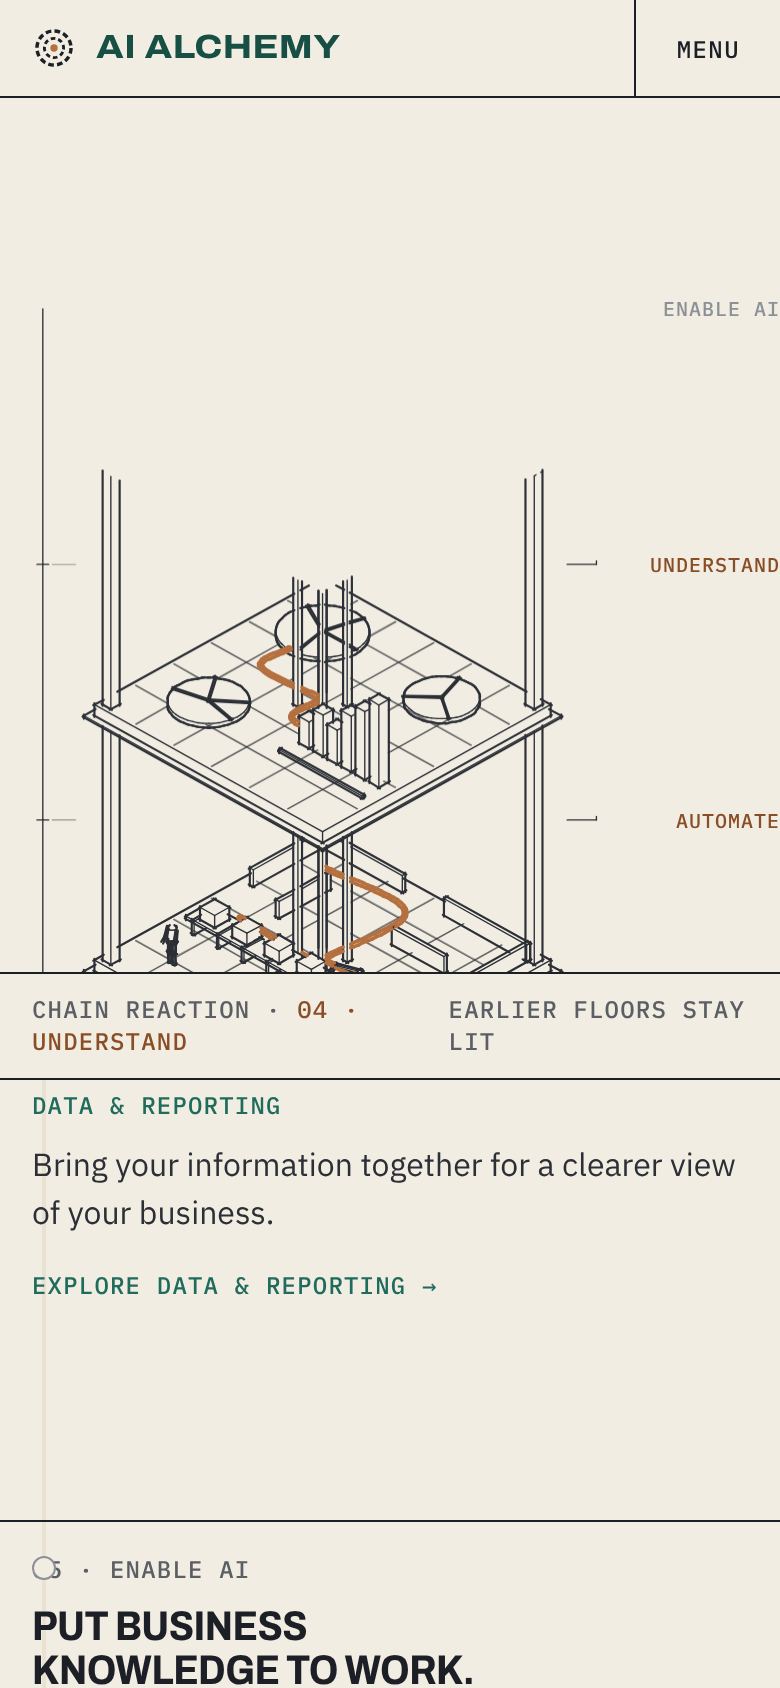 AI ALCHEMY
MENU
ENABLE AI
UNDERSTAND
AUTOMATE
CHAIN REACTION · 04 ·
UNDERSTAND
EARLIER FLOORS STAY
LIT
DATA & REPORTING
Bring your information together for a clearer view
of your business.
EXPLORE DATA & REPORTING →
5 · ENABLE AI
PUT BUSINESS
KNOWLEDGE TO WORK.